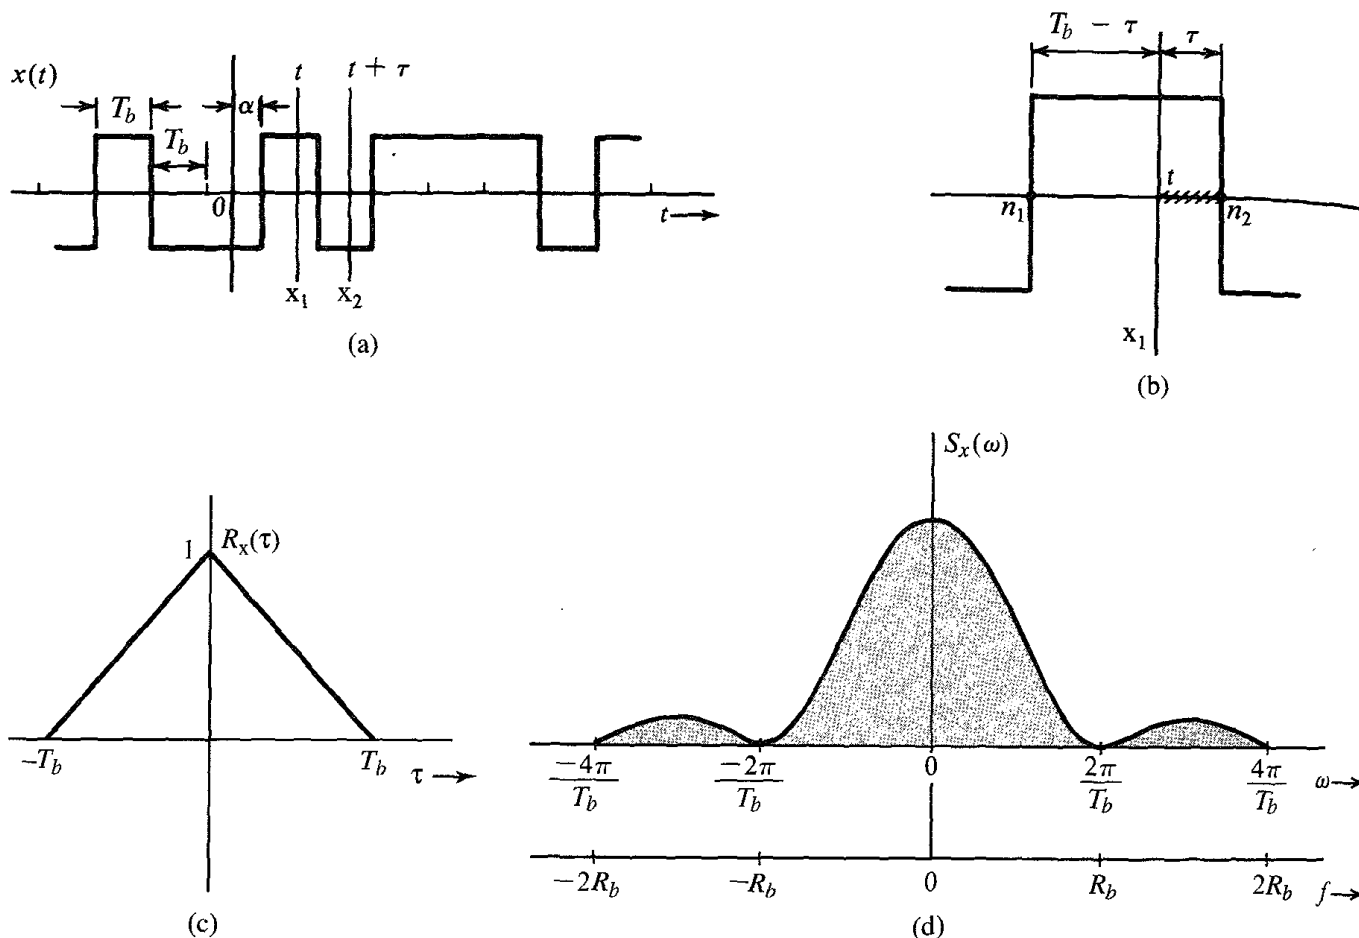 x(t)
T_b
α
t
t + τ
T_b
0
t
x_1
x_2
(a)
T_b − τ
τ
t
n_1
n_2
x_1
(b)
1
R_x(τ)
−T_b
T_b
τ
(c)
S_x(ω)
−4π/T_b
−2π/T_b
0
2π/T_b
4π/T_b
ω
−2R_b
−R_b
0
R_b
2R_b
f
(d)